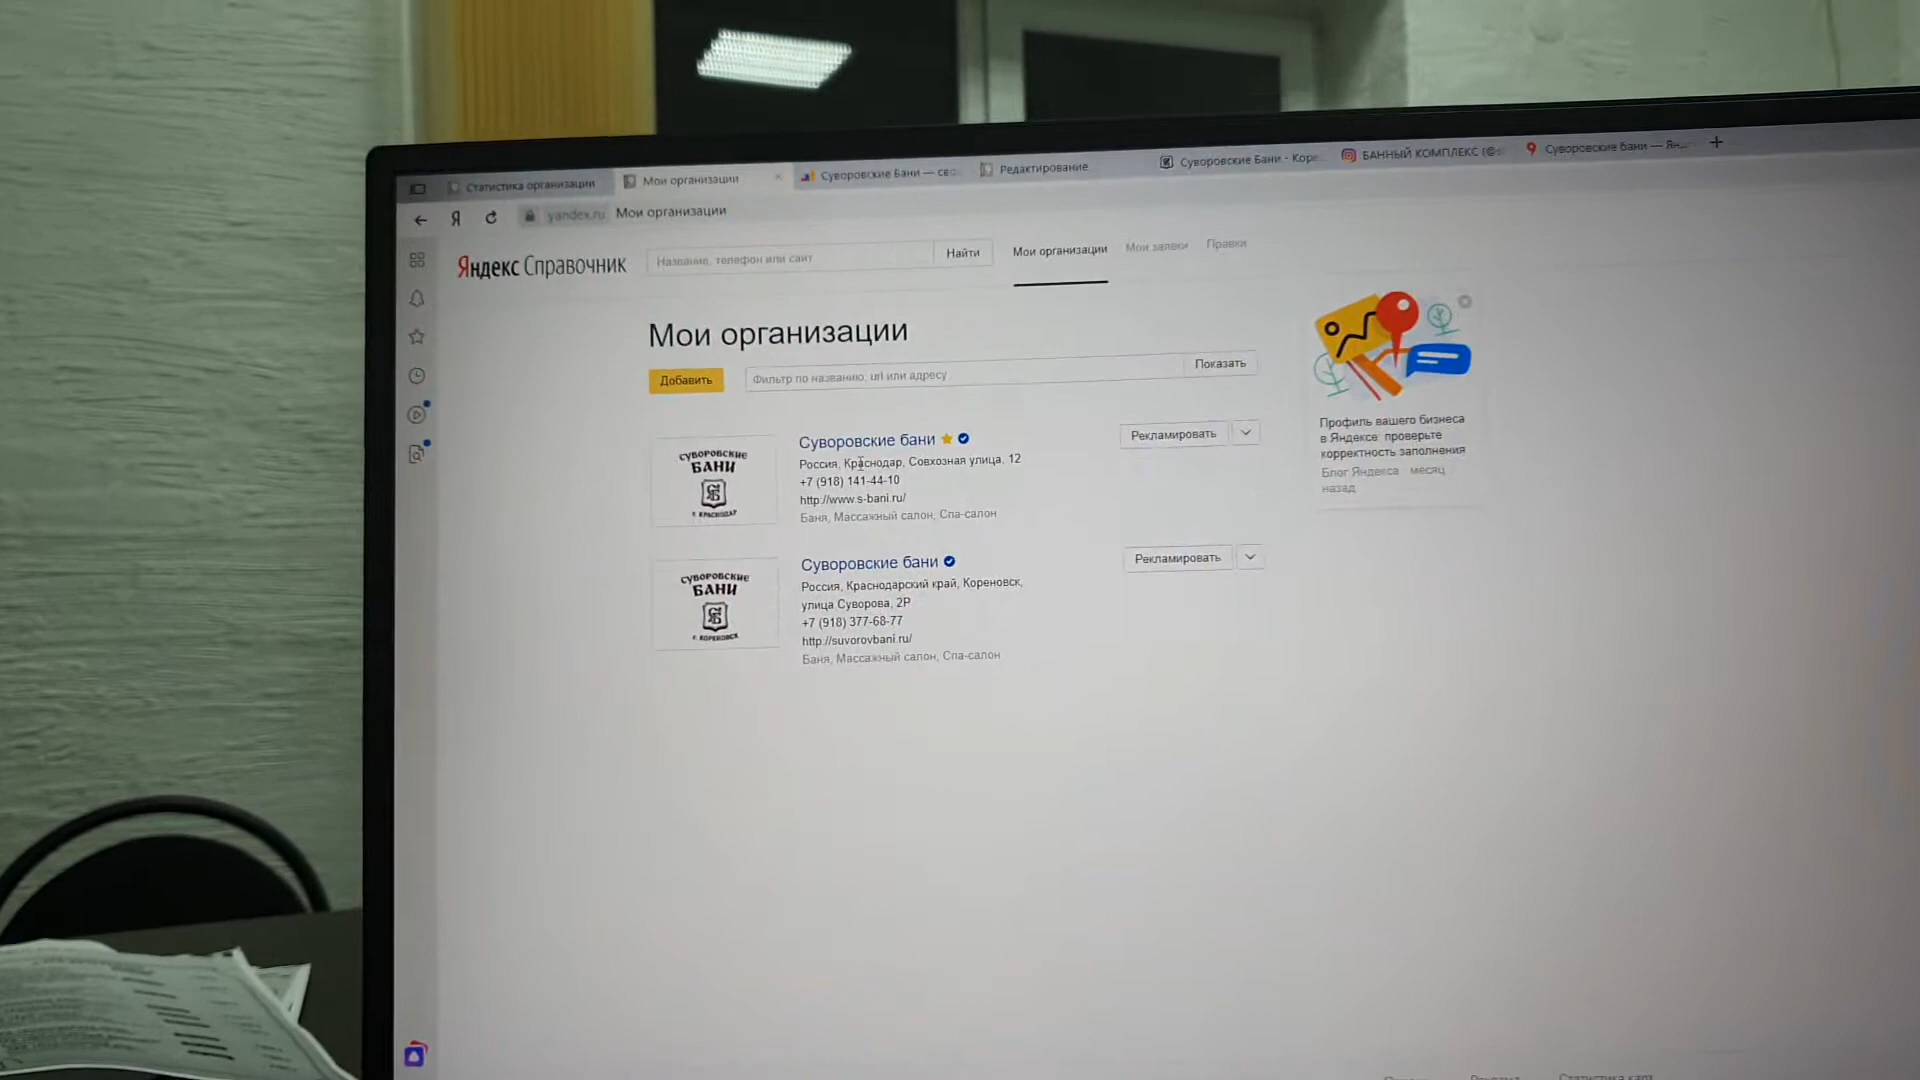 Статистика организации
Мои организации
Суворовские Бани — сво
Редактирование
Суворовские Бани - Коре
БАННЫЙ КОМПЛЕКС (@s
Суворовские бани — Ян
Я
yandex.ru Мои организации
Яндекс Справочник
Название, телефон или сайт
Найти
Мои организации
Мои заявки
Правки
Мои организации
Добавить
Фильтр по названию, url или адресу
Показать
СУВОРОВСКИЕ
БАНИ
г. КРАСНОДАР
Суворовские бани
Россия, Краснодар, Совхозная улица, 12
+7 (918) 141-44-10
http://www.s-bani.ru/
Баня, Массажный салон, Спа-салон
Рекламировать
СУВОРОВСКИЕ
БАНИ
г. КОРЕНОВСК
Суворовские бани
Россия, Краснодарский край, Кореновск,
улица Суворова, 2Р
+7 (918) 377-68-77
http://suvorovbani.ru/
Баня, Массажный салон, Спа-салон
Рекламировать
Профиль вашего бизнеса
в Яндексе: проверьте
корректность заполнения
Блог Яндекса месяц
назад